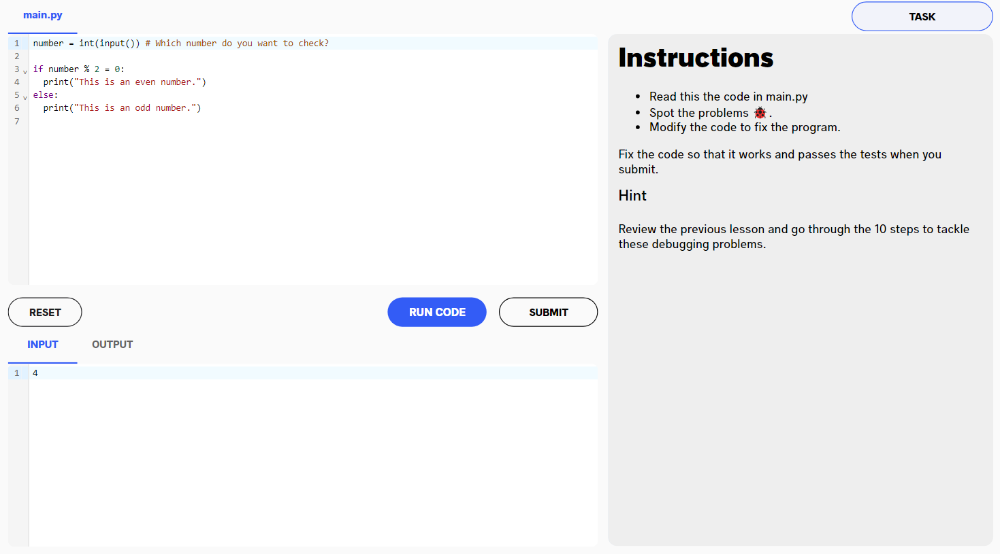 main.py
TASK
1 number = int(input()) # Which number do you want to check?
2
3 if number % 2 = 0:
4   print("This is an even number.")
5 else:
6   print("This is an odd number.")
7
RESET
RUN CODE
SUBMIT
INPUT
OUTPUT
1 4
Instructions
• Read this the code in main.py
• Spot the problems 🐞 .
• Modify the code to fix the program.
Fix the code so that it works and passes the tests when you
submit.
Hint
Review the previous lesson and go through the 10 steps to tackle
these debugging problems.